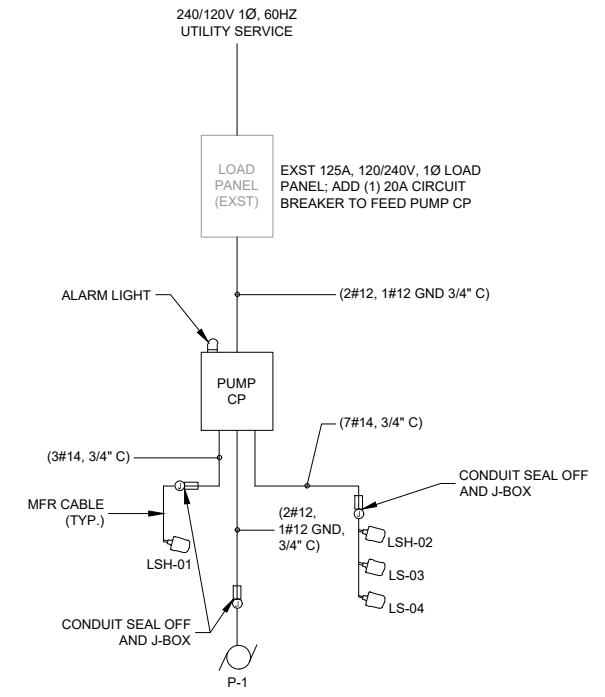 240/120V 1Ø, 60HZ
UTILITY SERVICE
LOAD
PANEL
(EXST)
EXST 125A, 120/240V, 1Ø LOAD
PANEL; ADD (1) 20A CIRCUIT
BREAKER TO FEED PUMP CP
ALARM LIGHT
(2#12, 1#12 GND 3/4" C)
PUMP
CP
(7#14, 3/4" C)
(3#14, 3/4" C)
CONDUIT SEAL OFF
AND J-BOX
J
J
MFR CABLE
(TYP.)
(2#12,
1#12 GND,
3/4" C)
LSH-02
LSH-01
LS-03
LS-04
J
CONDUIT SEAL OFF
AND J-BOX
P-1